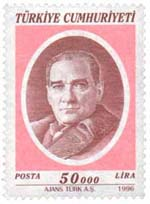 TÜRKİYE CUMHURİYETİ
POSTA 50000 LİRA
AJANS TÜRK A.Ş. 1996